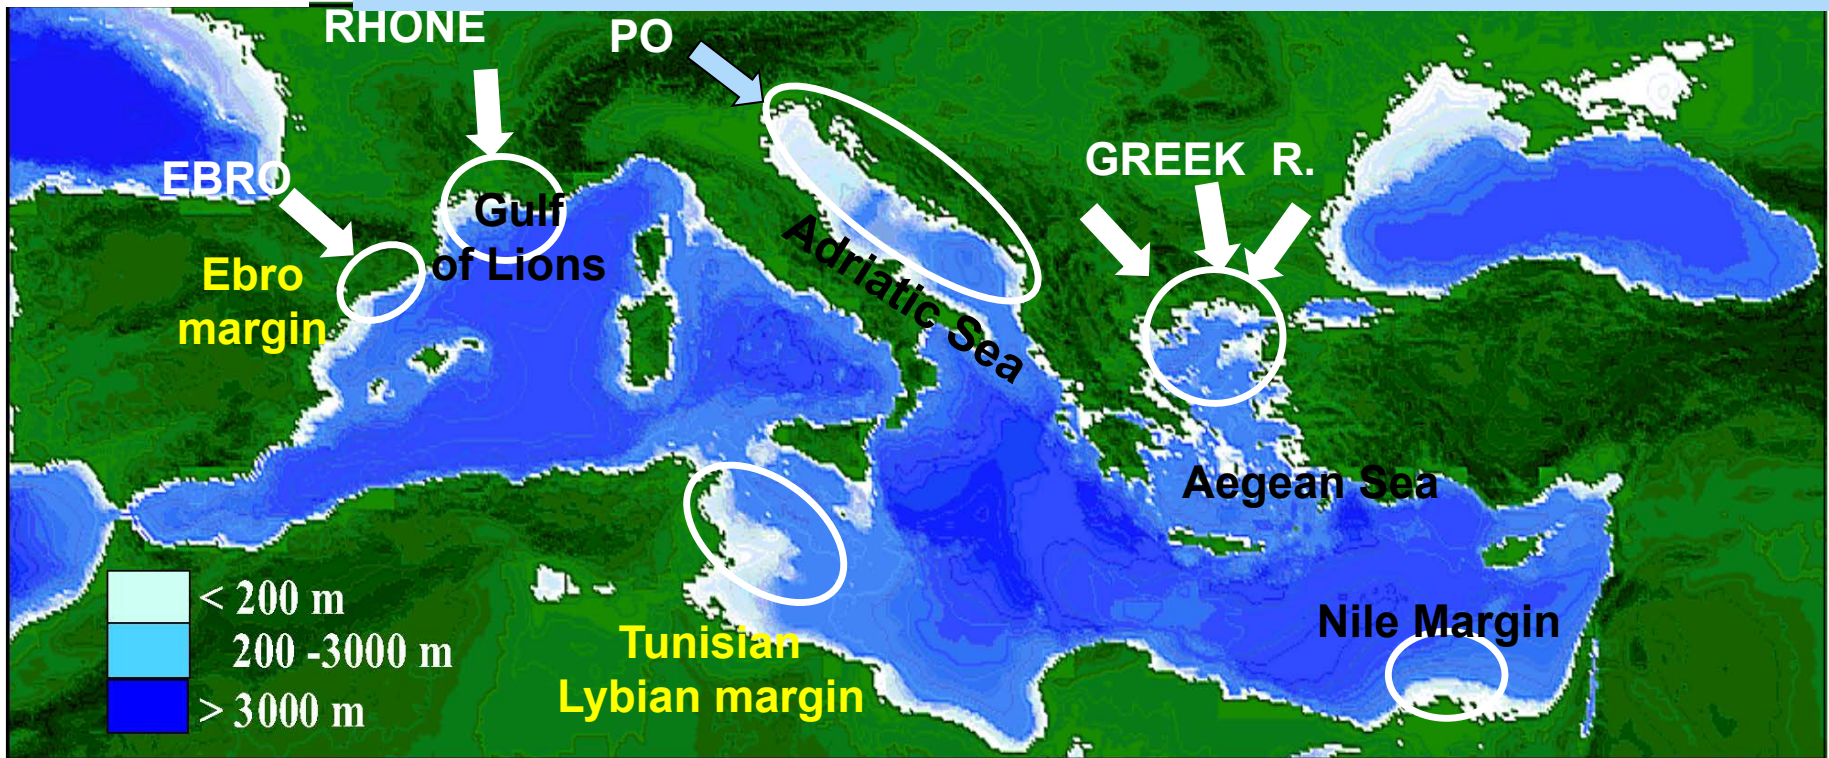 RHONE
PO
EBRO
GREEK R.
Gulf
of Lions
Ebro
margin
Adriatic Sea
Aegean Sea
< 200 m
200 -3000 m
> 3000 m
Tunisian
Lybian margin
Nile Margin